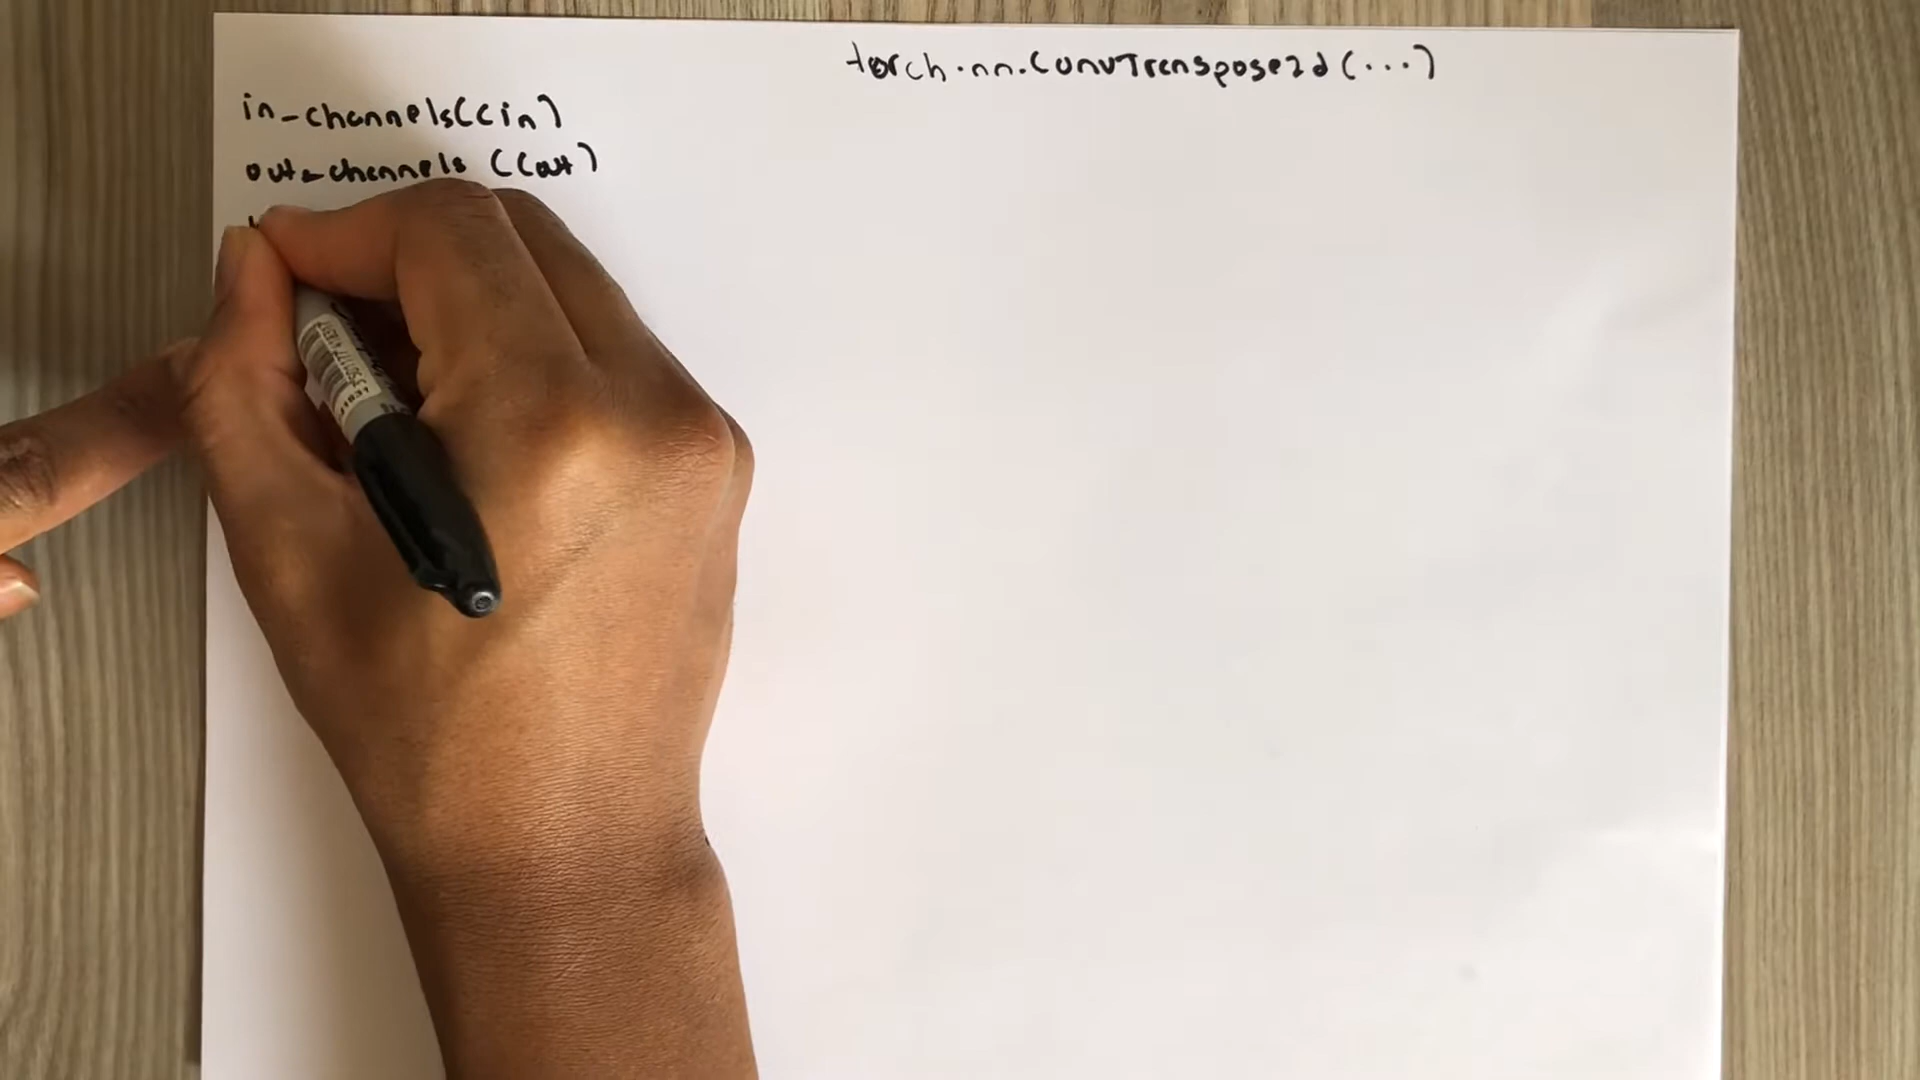 torch.nn.ConvTranspose2d(...)
in_channels(Cin)
out_channels (Cout)